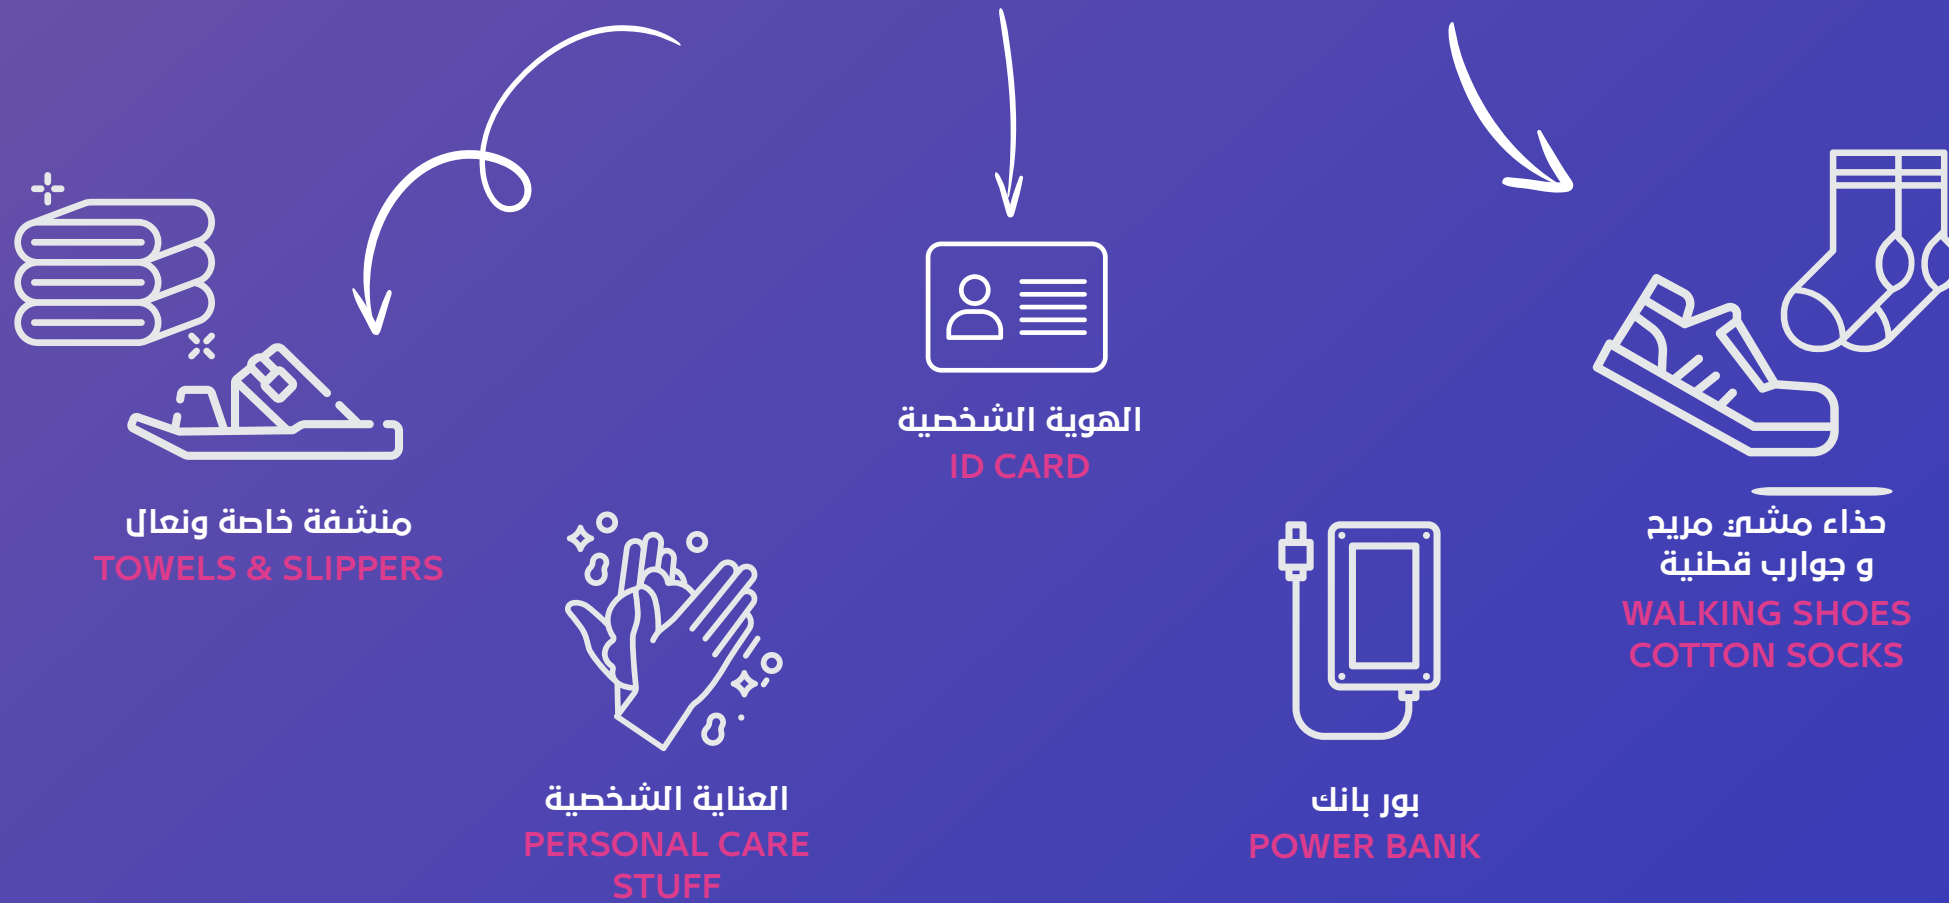 منشفة خاصة ونعال
TOWELS & SLIPPERS
العناية الشخصية
PERSONAL CARE
STUFF
الهوية الشخصية
ID CARD
بور بانك
POWER BANK
حذاء مشي مريح
و جوارب قطنية
WALKING SHOES
COTTON SOCKS